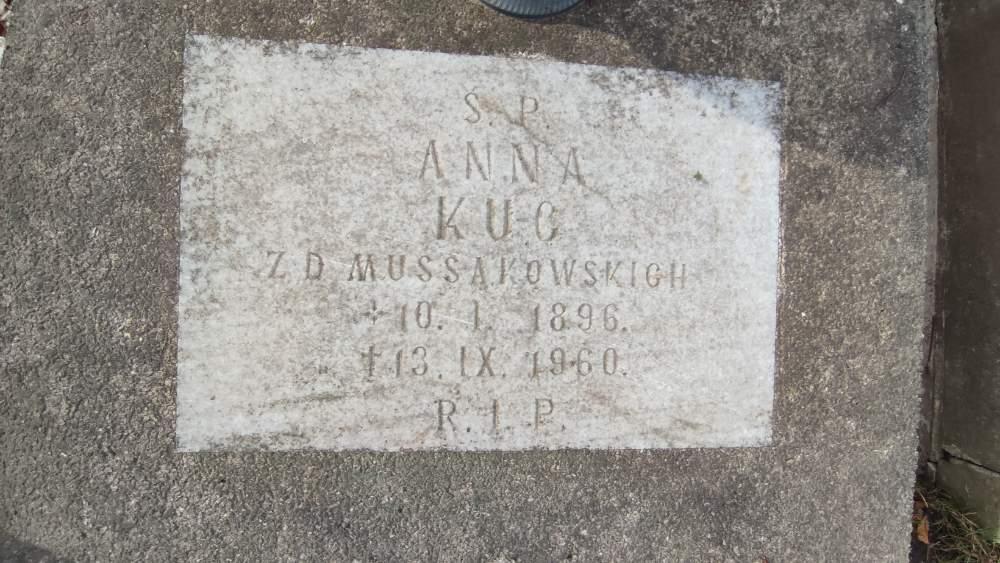 Ś. P.
ANNA
KUC
Z D. MUSSAKOWSKICH
* 10. I. 1896.
† 13. IX. 1960.
R. I. P.